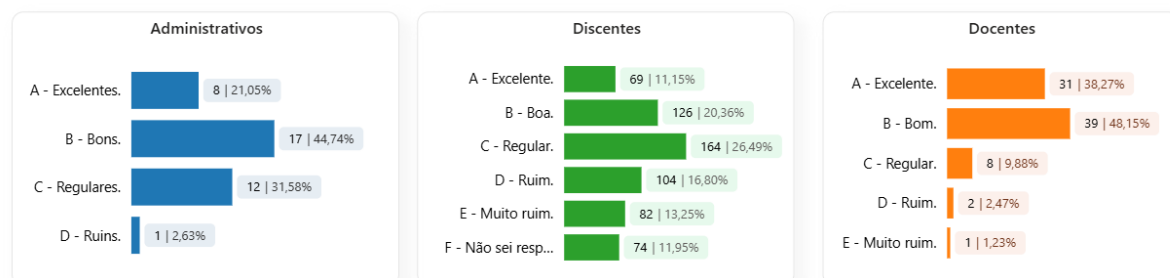 Administrativos
A - Excelentes.
8 | 21,05%
B - Bons.
17 | 44,74%
C - Regulares.
12 | 31,58%
D - Ruins.
1 | 2,63%
Discentes
A - Excelente.
69 | 11,15%
B - Boa.
126 | 20,36%
C - Regular.
164 | 26,49%
D - Ruim.
104 | 16,80%
E - Muito ruim.
82 | 13,25%
F - Não sei resp...
74 | 11,95%
Docentes
A - Excelente.
31 | 38,27%
B - Bom.
39 | 48,15%
C - Regular.
8 | 9,88%
D - Ruim.
2 | 2,47%
E - Muito ruim.
1 | 1,23%